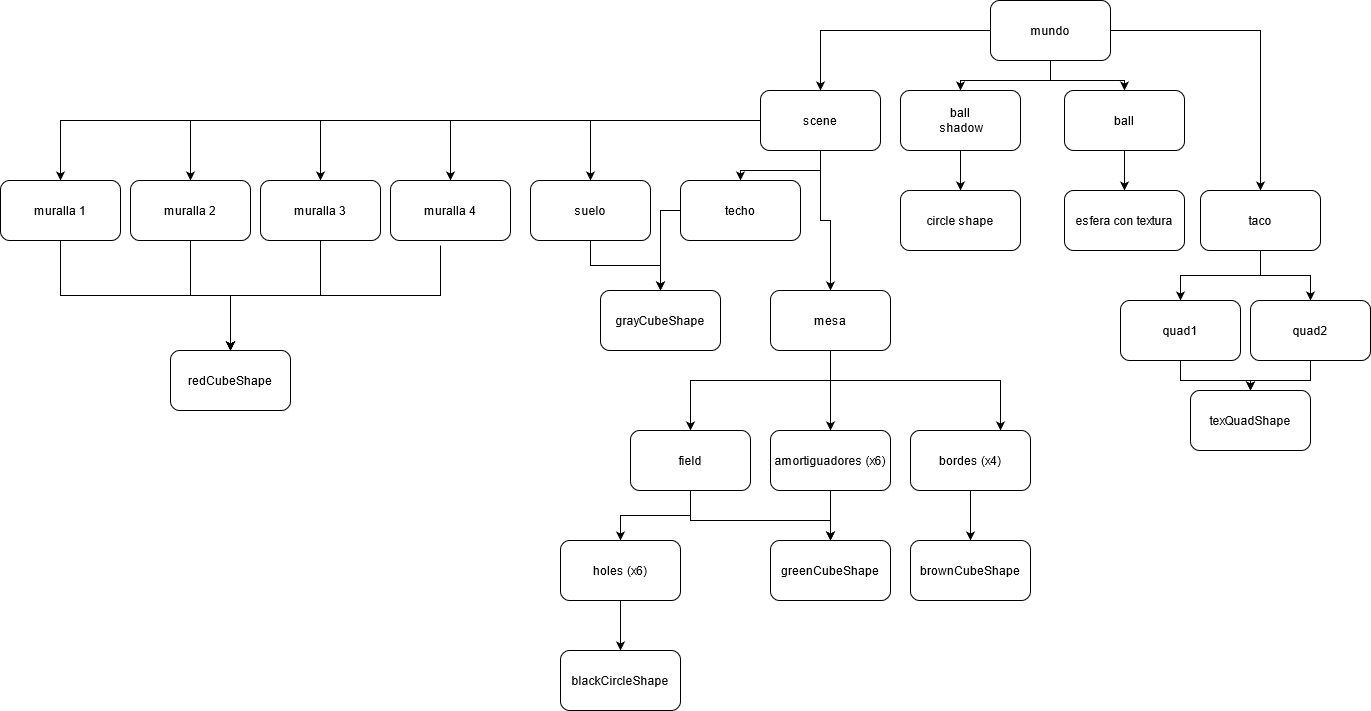 mundo
scene
ball
shadow
ball
muralla 1
muralla 2
muralla 3
muralla 4
suelo
techo
circle shape
esfera con textura
taco
grayCubeShape
mesa
quad1
quad2
redCubeShape
texQuadShape
field
amortiguadores (x6)
bordes (x4)
holes (x6)
greenCubeShape
brownCubeShape
blackCircleShape